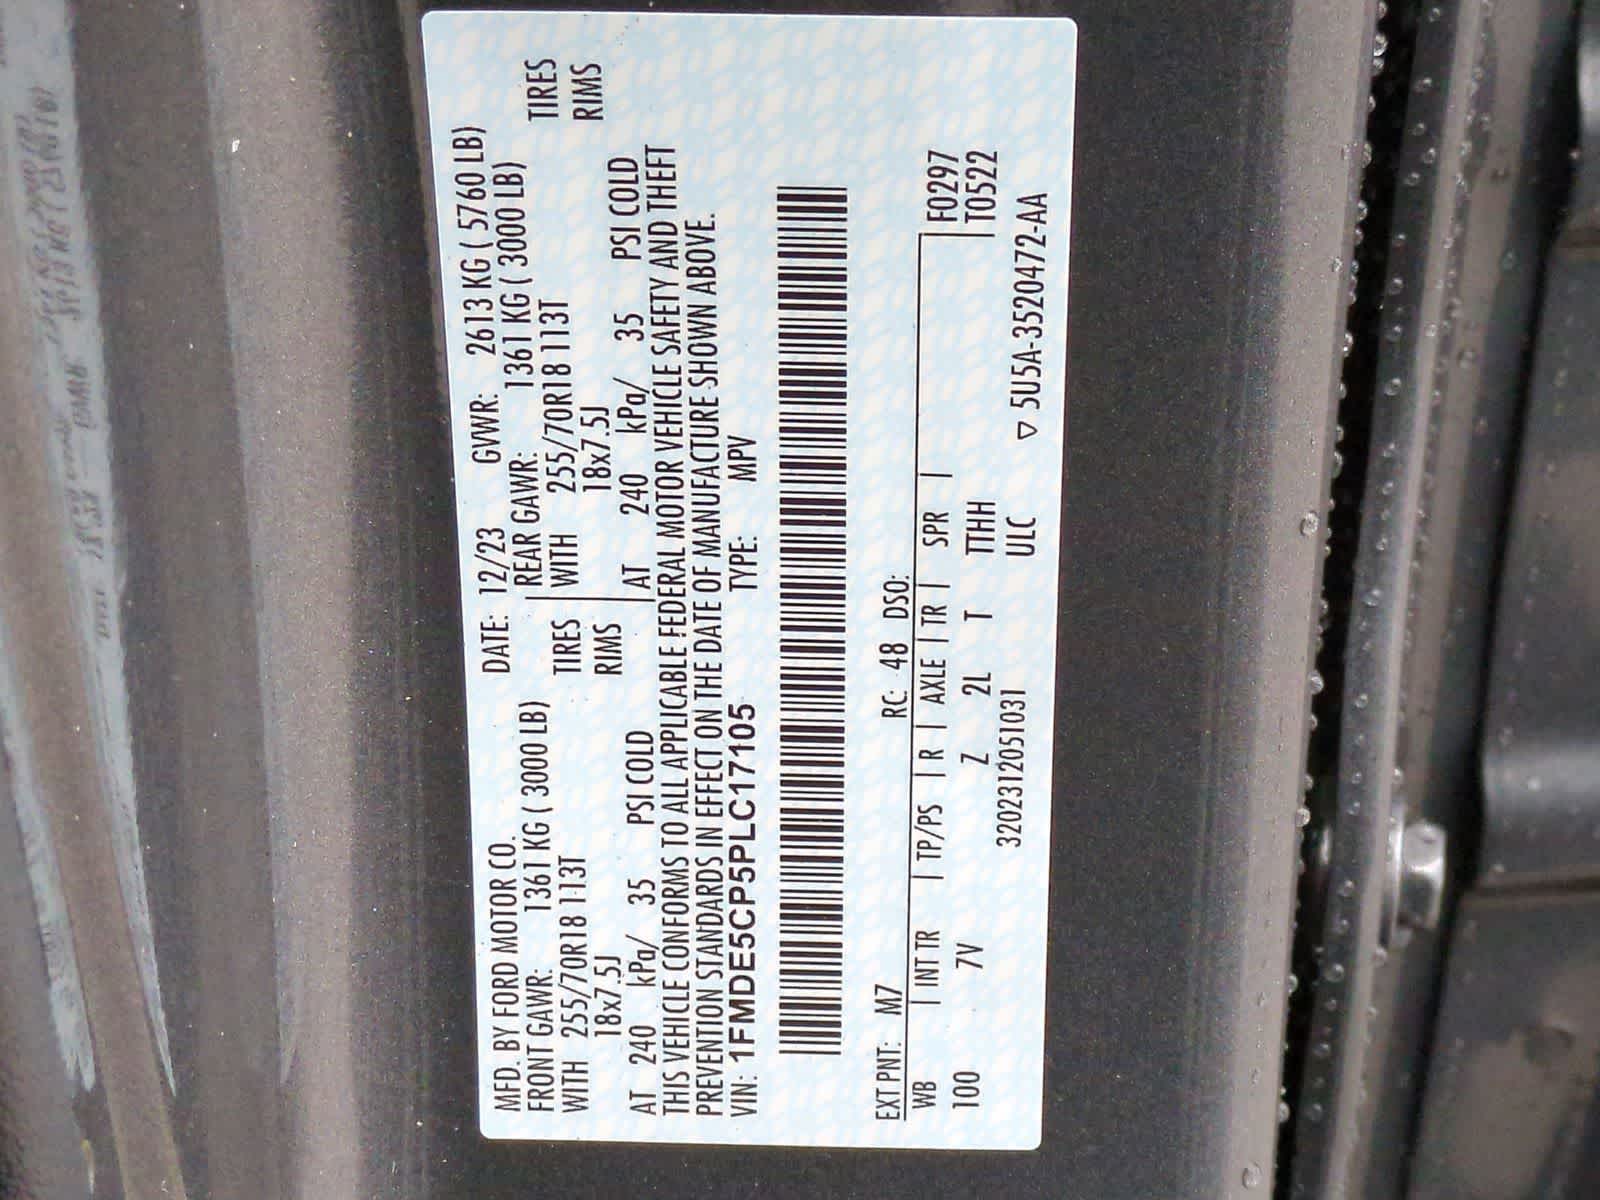 MFD. BY FORD MOTOR CO.
DATE: 12/23 GVWR: 2613 KG ( 5760 LB)
FRONT GAWR: 1361 KG ( 3000 LB) REAR GAWR: 1361 KG ( 3000 LB)
WITH 255/70R18 113T TIRES WITH 255/70R18 113T TIRES
18x7.5J RIMS 18x7.5J RIMS
AT 240 kPa/ 35 PSI COLD AT 240 kPa/ 35 PSI COLD
THIS VEHICLE CONFORMS TO ALL APPLICABLE FEDERAL MOTOR VEHICLE SAFETY AND THEFT
PREVENTION STANDARDS IN EFFECT ON THE DATE OF MANUFACTURE SHOWN ABOVE.
VIN: 1FMDE5CP5PLC17105 TYPE: MPV
EXT PNT: M7 RC: 48 DSO:
WB | INT TR | TP/PS | R | AXLE | TR | SPR | F0297
100 7V Z 2L T TTHH T0522
320231205103T ULC
▽ 5U5A-3520472-AA